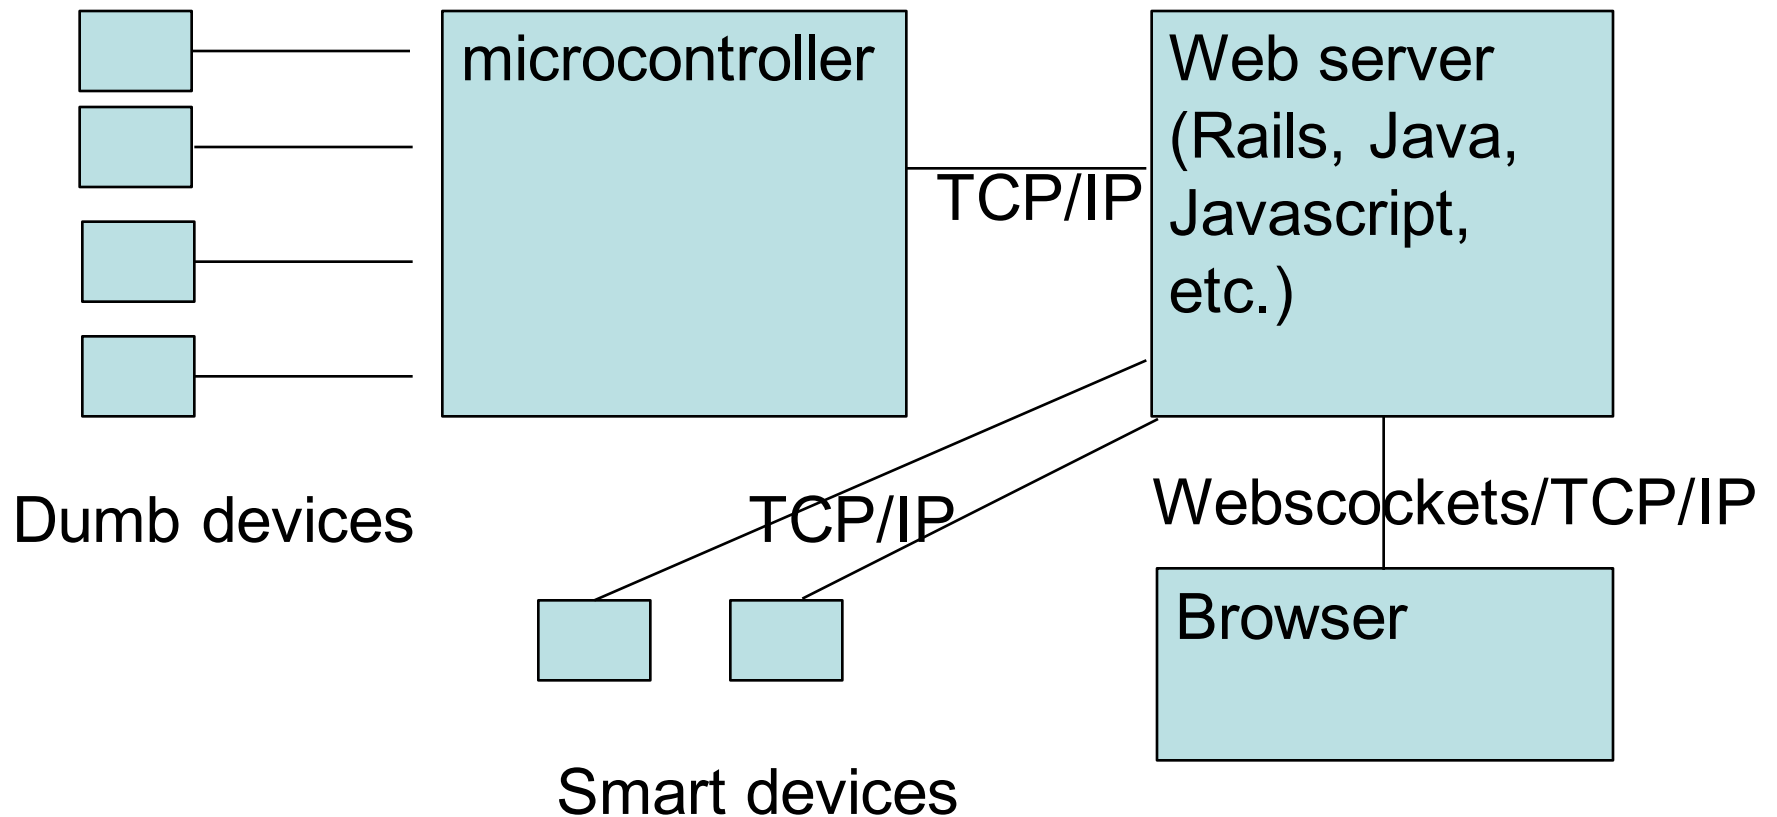 microcontroller
Web server
(Rails, Java,
Javascript,
etc.)
TCP/IP
Dumb devices
TCP/IP
Webscockets/TCP/IP
Browser
Smart devices